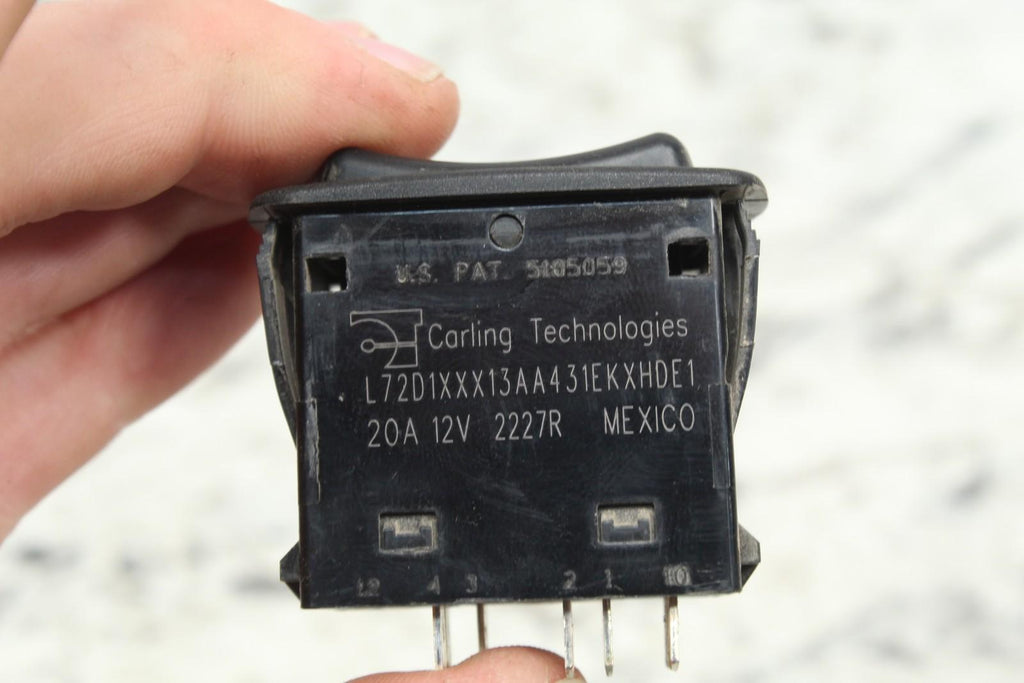 U.S. PAT. 5105059
Carling Technologies
L72D1XXX13AA431EKXHDE1
20A 12V 2227R MEXICO
12 4 3 2 1 10